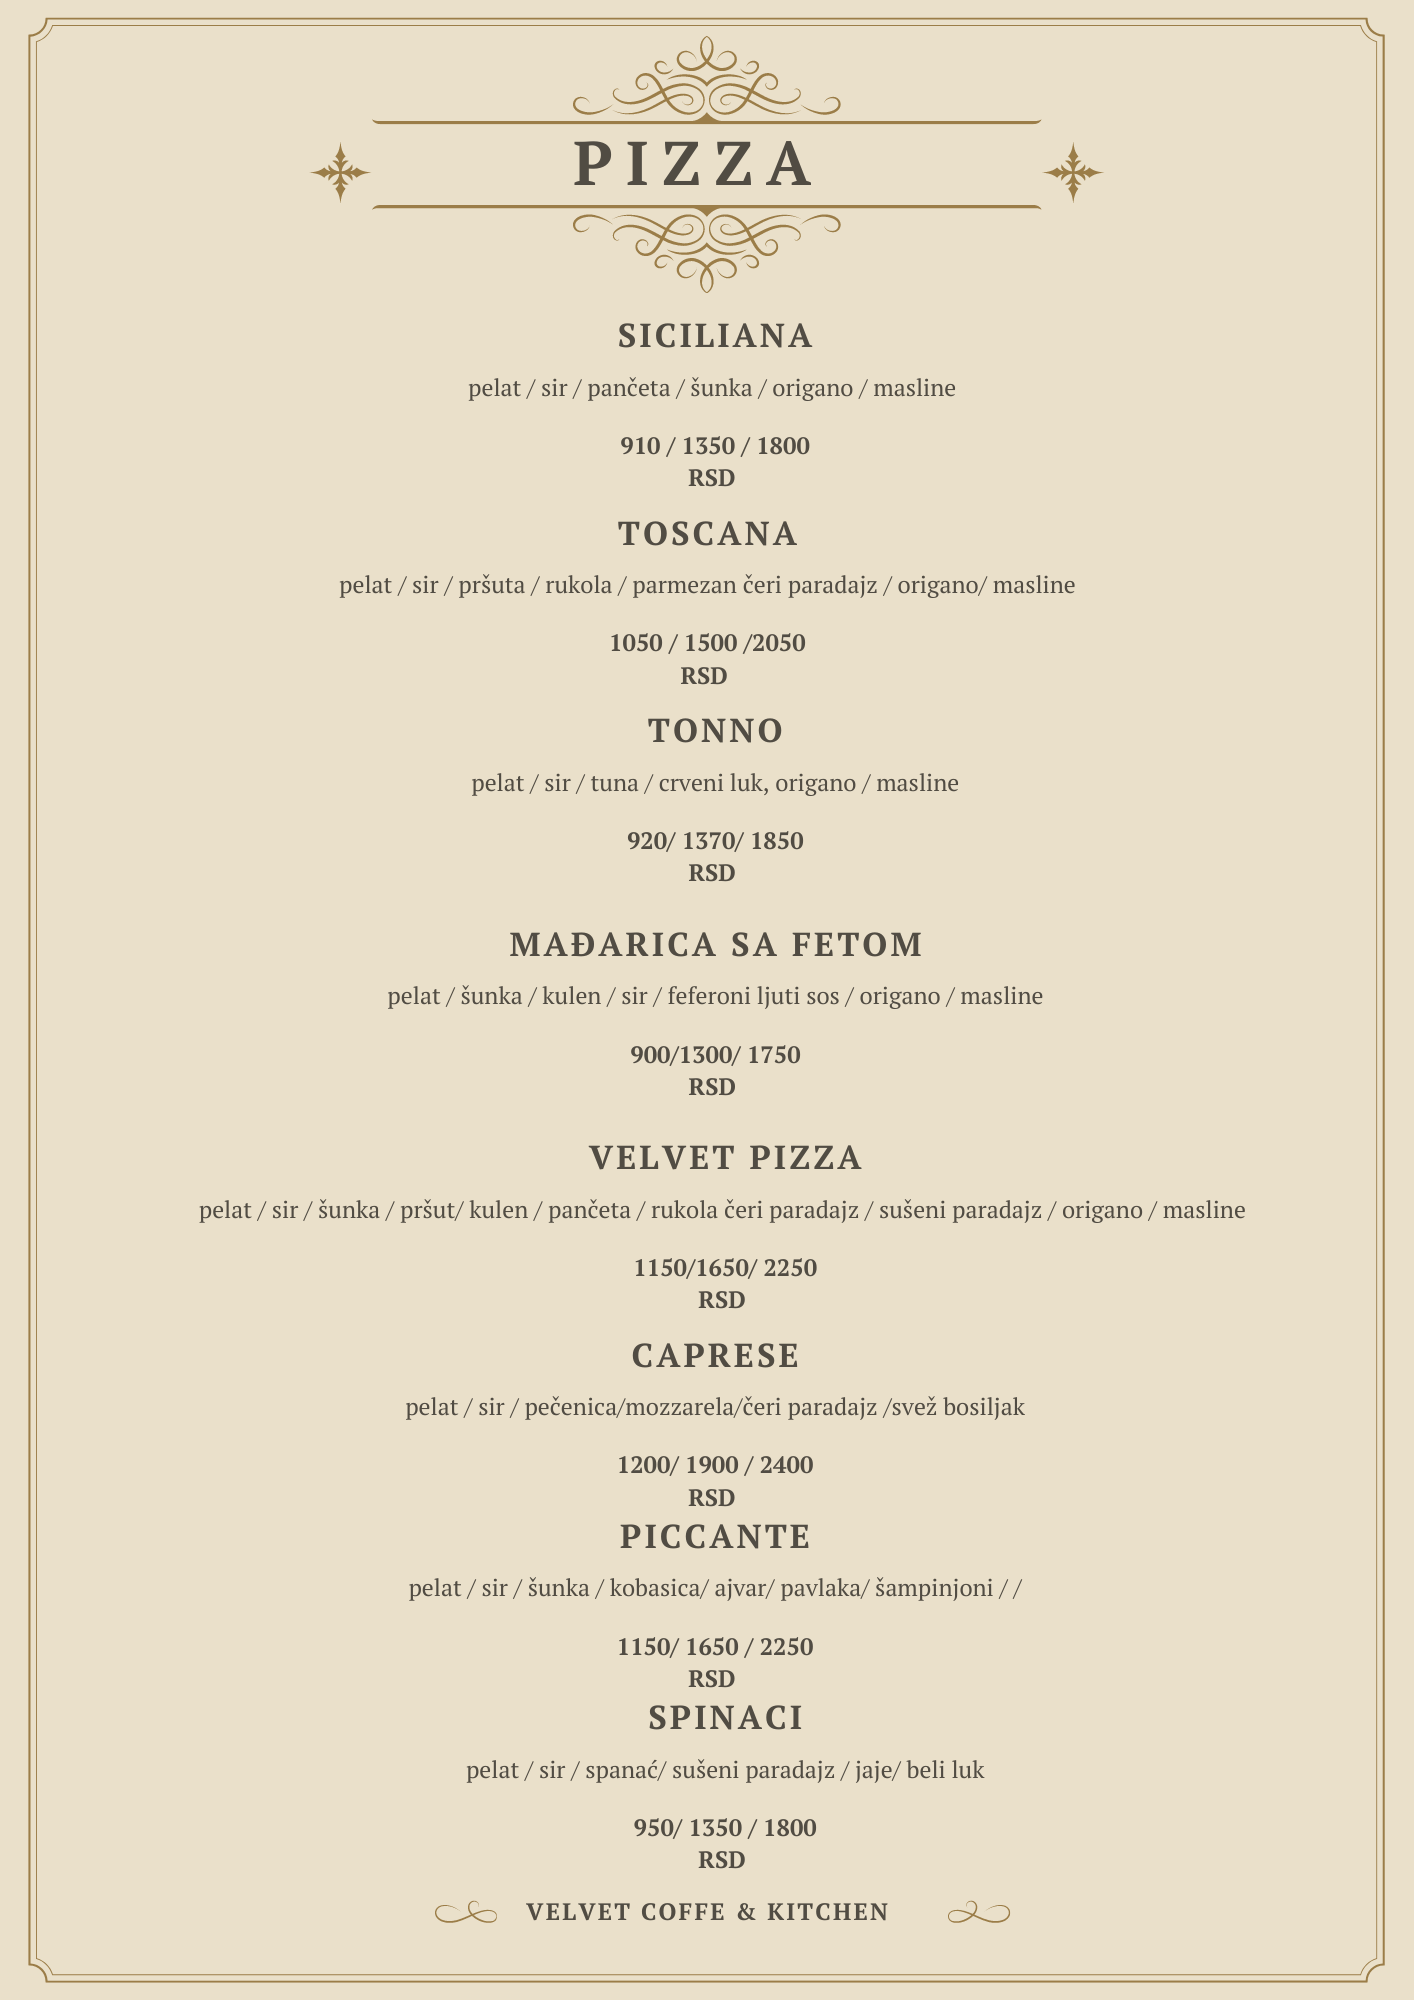 PIZZA
SICILIANA
pelat / sir / pančeta / šunka / origano / masline
910 / 1350 / 1800
RSD
TOSCANA
pelat / sir / pršuta / rukola / parmezan čeri paradajz / origano/ masline
1050 / 1500 /2050
RSD
TONNO
pelat / sir / tuna / crveni luk, origano / masline
920/ 1370/ 1850
RSD
MAĐARICA SA FETOM
pelat / šunka / kulen / sir / feferoni ljuti sos / origano / masline
900/1300/ 1750
RSD
VELVET PIZZA
pelat / sir / šunka / pršut/ kulen / pančeta / rukola čeri paradajz / sušeni paradajz / origano / masline
1150/1650/ 2250
RSD
CAPRESE
pelat / sir / pečenica/mozzarela/čeri paradajz /svež bosiljak
1200/ 1900 / 2400
RSD
PICCANTE
pelat / sir / šunka / kobasica/ ajvar/ pavlaka/ šampinjoni / /
1150/ 1650 / 2250
RSD
SPINACI
pelat / sir / spanać/ sušeni paradajz / jaje/ beli luk
950/ 1350 / 1800
RSD
VELVET COFFE & KITCHEN